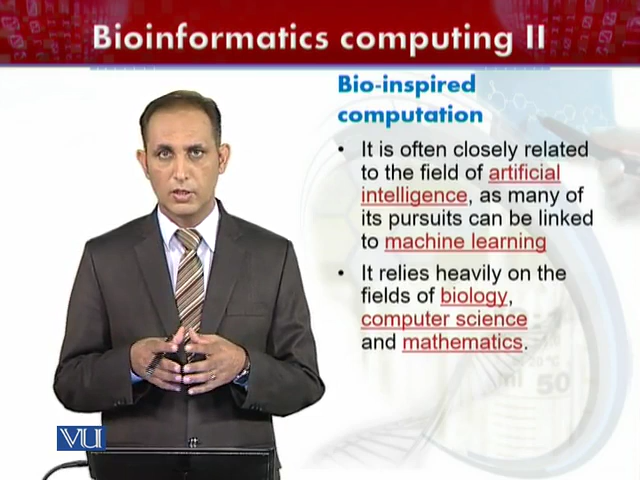 Bioinformatics computing II
Bio-inspired
computation
• It is often closely related
to the field of artificial
intelligence, as many of
its pursuits can be linked
to machine learning
• It relies heavily on the
fields of biology,
computer science
and mathematics.
50
VU